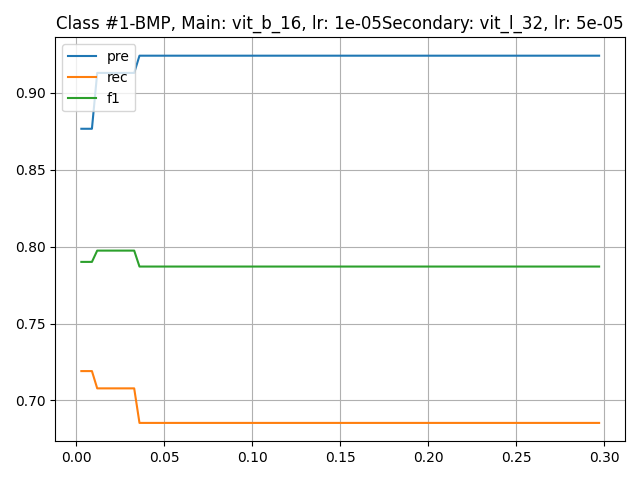 Class #1-BMP, Main: vit_b_16, lr: 1e-05Secondary: vit_l_32, lr: 5e-05
pre
rec
f1
0.90
0.85
0.80
0.75
0.70
0.00 0.05 0.10 0.15 0.20 0.25 0.30